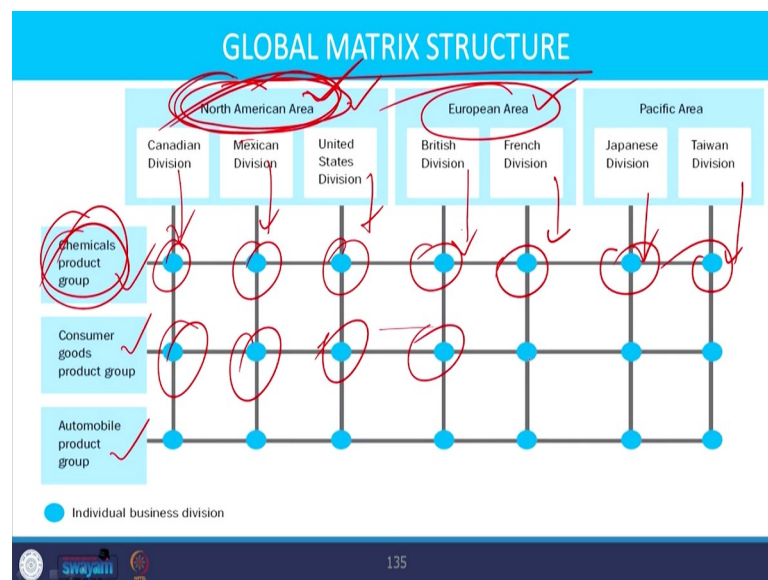 GLOBAL MATRIX STRUCTURE
North American Area
European Area
Pacific Area
Canadian
Division
Mexican
Division
United
States
Division
British
Division
French
Division
Japanese
Division
Taiwan
Division
Chemicals
product
group
Consumer
goods
product group
Automobile
product
group
Individual business division
swayam
135